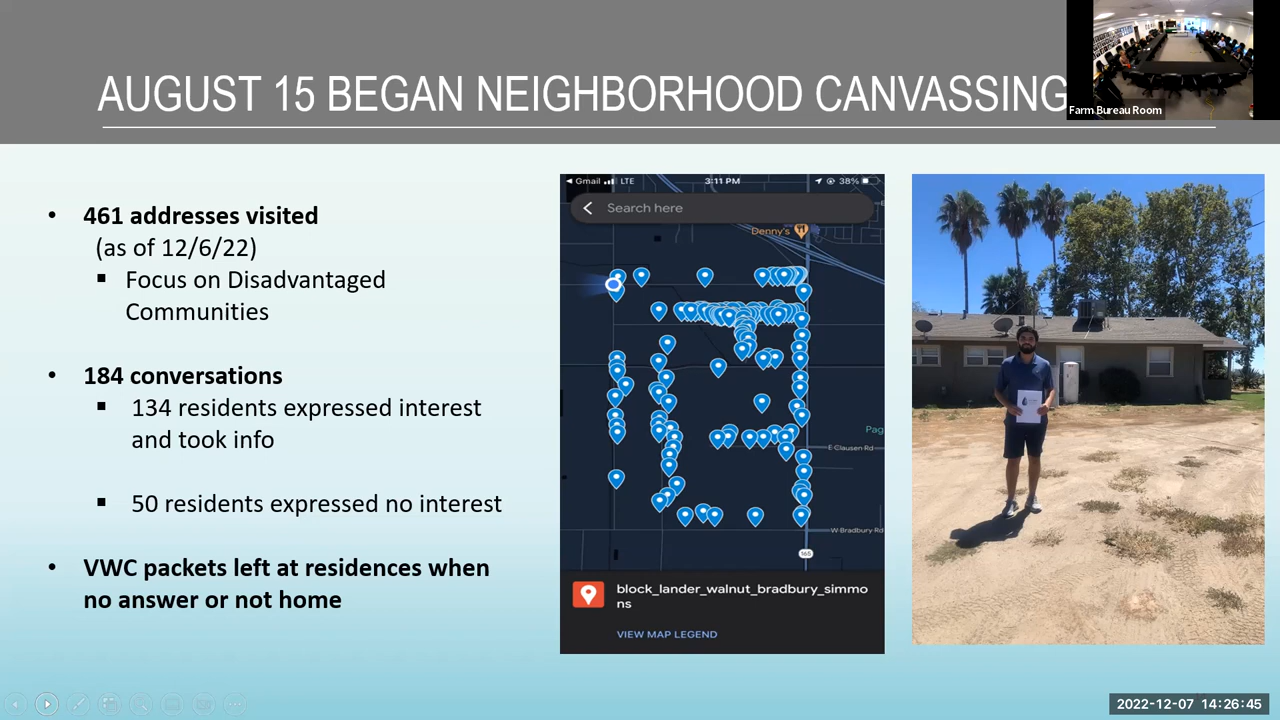 AUGUST 15 BEGAN NEIGHBORHOOD CANVASSING
Farm Bureau Room
• 461 addresses visited
(as of 12/6/22)
▪ Focus on Disadvantaged
Communities
• 184 conversations
▪ 134 residents expressed interest
and took info
▪ 50 residents expressed no interest
• VWC packets left at residences when
no answer or not home
Gmail LTE 3:11 PM 38%
Search here
Denny's
Pag
E Clausen Rd
W Bradbury Rd
165
block_lander_walnut_bradbury_simmo
ns
VIEW MAP LEGEND
2022-12-07 14:26:45